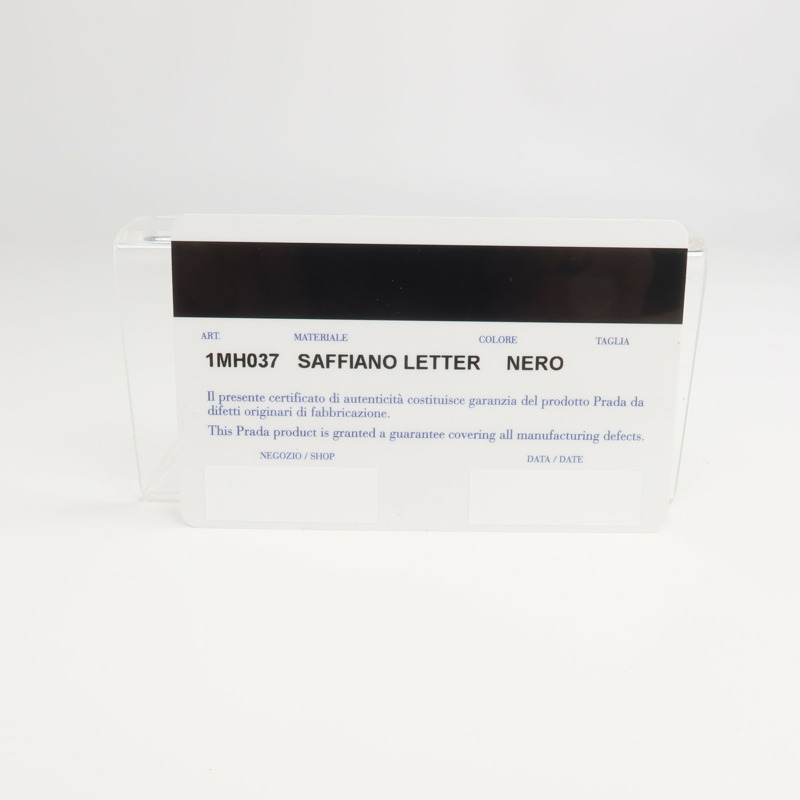 ART. MATERIALE COLORE TAGLIA
1MH037 SAFFIANO LETTER NERO
Il presente certificato di autenticità costituisce garanzia del prodotto Prada da
difetti originari di fabbricazione.
This Prada product is granted a guarantee covering all manufacturing defects.
NEGOZIO / SHOP DATA / DATE